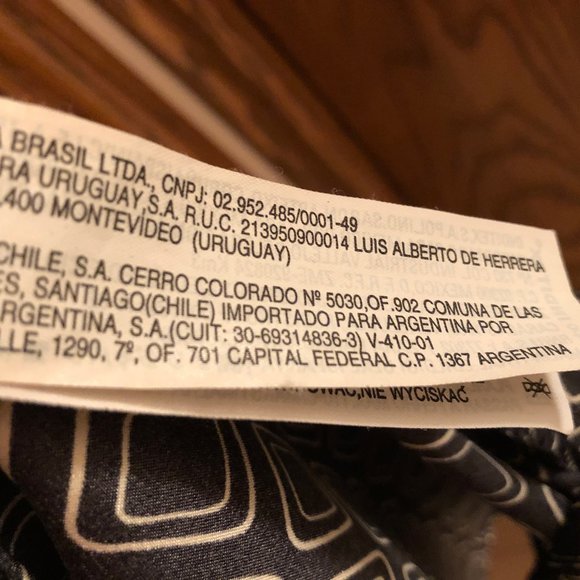 A BRASIL LTDA., CNPJ: 02.952.485/0001-49
RA URUGUAY,S.A. R.U.C. 213950900014 LUIS ALBERTO DE HERRERA
.400 MONTEVIDEO (URUGUAY)
CHILE, S.A. CERRO COLORADO Nº 5030,OF.902 COMUNA DE LAS
ES, SANTIAGO(CHILE) IMPORTADO PARA ARGENTINA POR
ARGENTINA, S.A.(CUIT: 30-69314836-3) V-410-01
LLE, 1290, 7º, OF. 701 CAPITAL FEDERAL C.P. 1367 ARGENTINA
NIE WYCISKAĆ